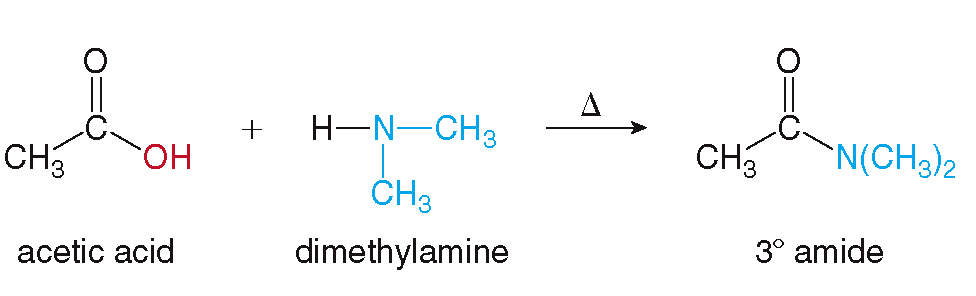 O
C
CH₃
OH
+
H—N—CH₃
CH₃
Δ
O
C
CH₃
N(CH₃)₂
acetic acid
dimethylamine
3° amide